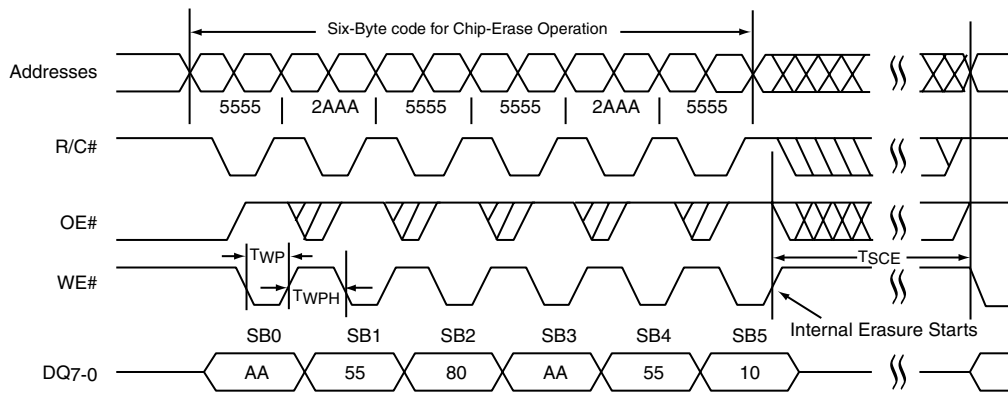 Six-Byte code for Chip-Erase Operation
Addresses
5555 2AAA 5555 5555 2AAA 5555
R/C#
OE#
TWP
TSCE
WE#
TWPH
Internal Erasure Starts
SB0 SB1 SB2 SB3 SB4 SB5
DQ7-0 AA 55 80 AA 55 10